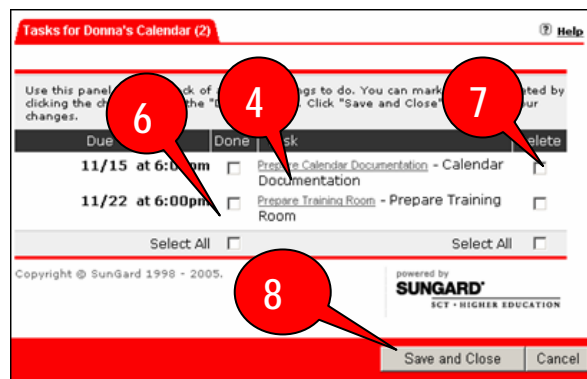 Tasks for Donna's Calendar (2)
? Help
Use this panel ck of ngs to do. You can mark ted by
clicking the ch the "D . Click "Save and Close" ur
changes.
6
4
7
Due Done sk elete
11/15 at 6: pm Prepare Calendar Documentation - Calendar
Documentation
11/22 at 6:00pm Prepare Training Room - Prepare Training
Room
Select All Select All
Copyright © SunGard 1998 - 2005.
powered by
SUNGARD
SCT · HIGHER EDUCATION
8
Save and Close Cancel